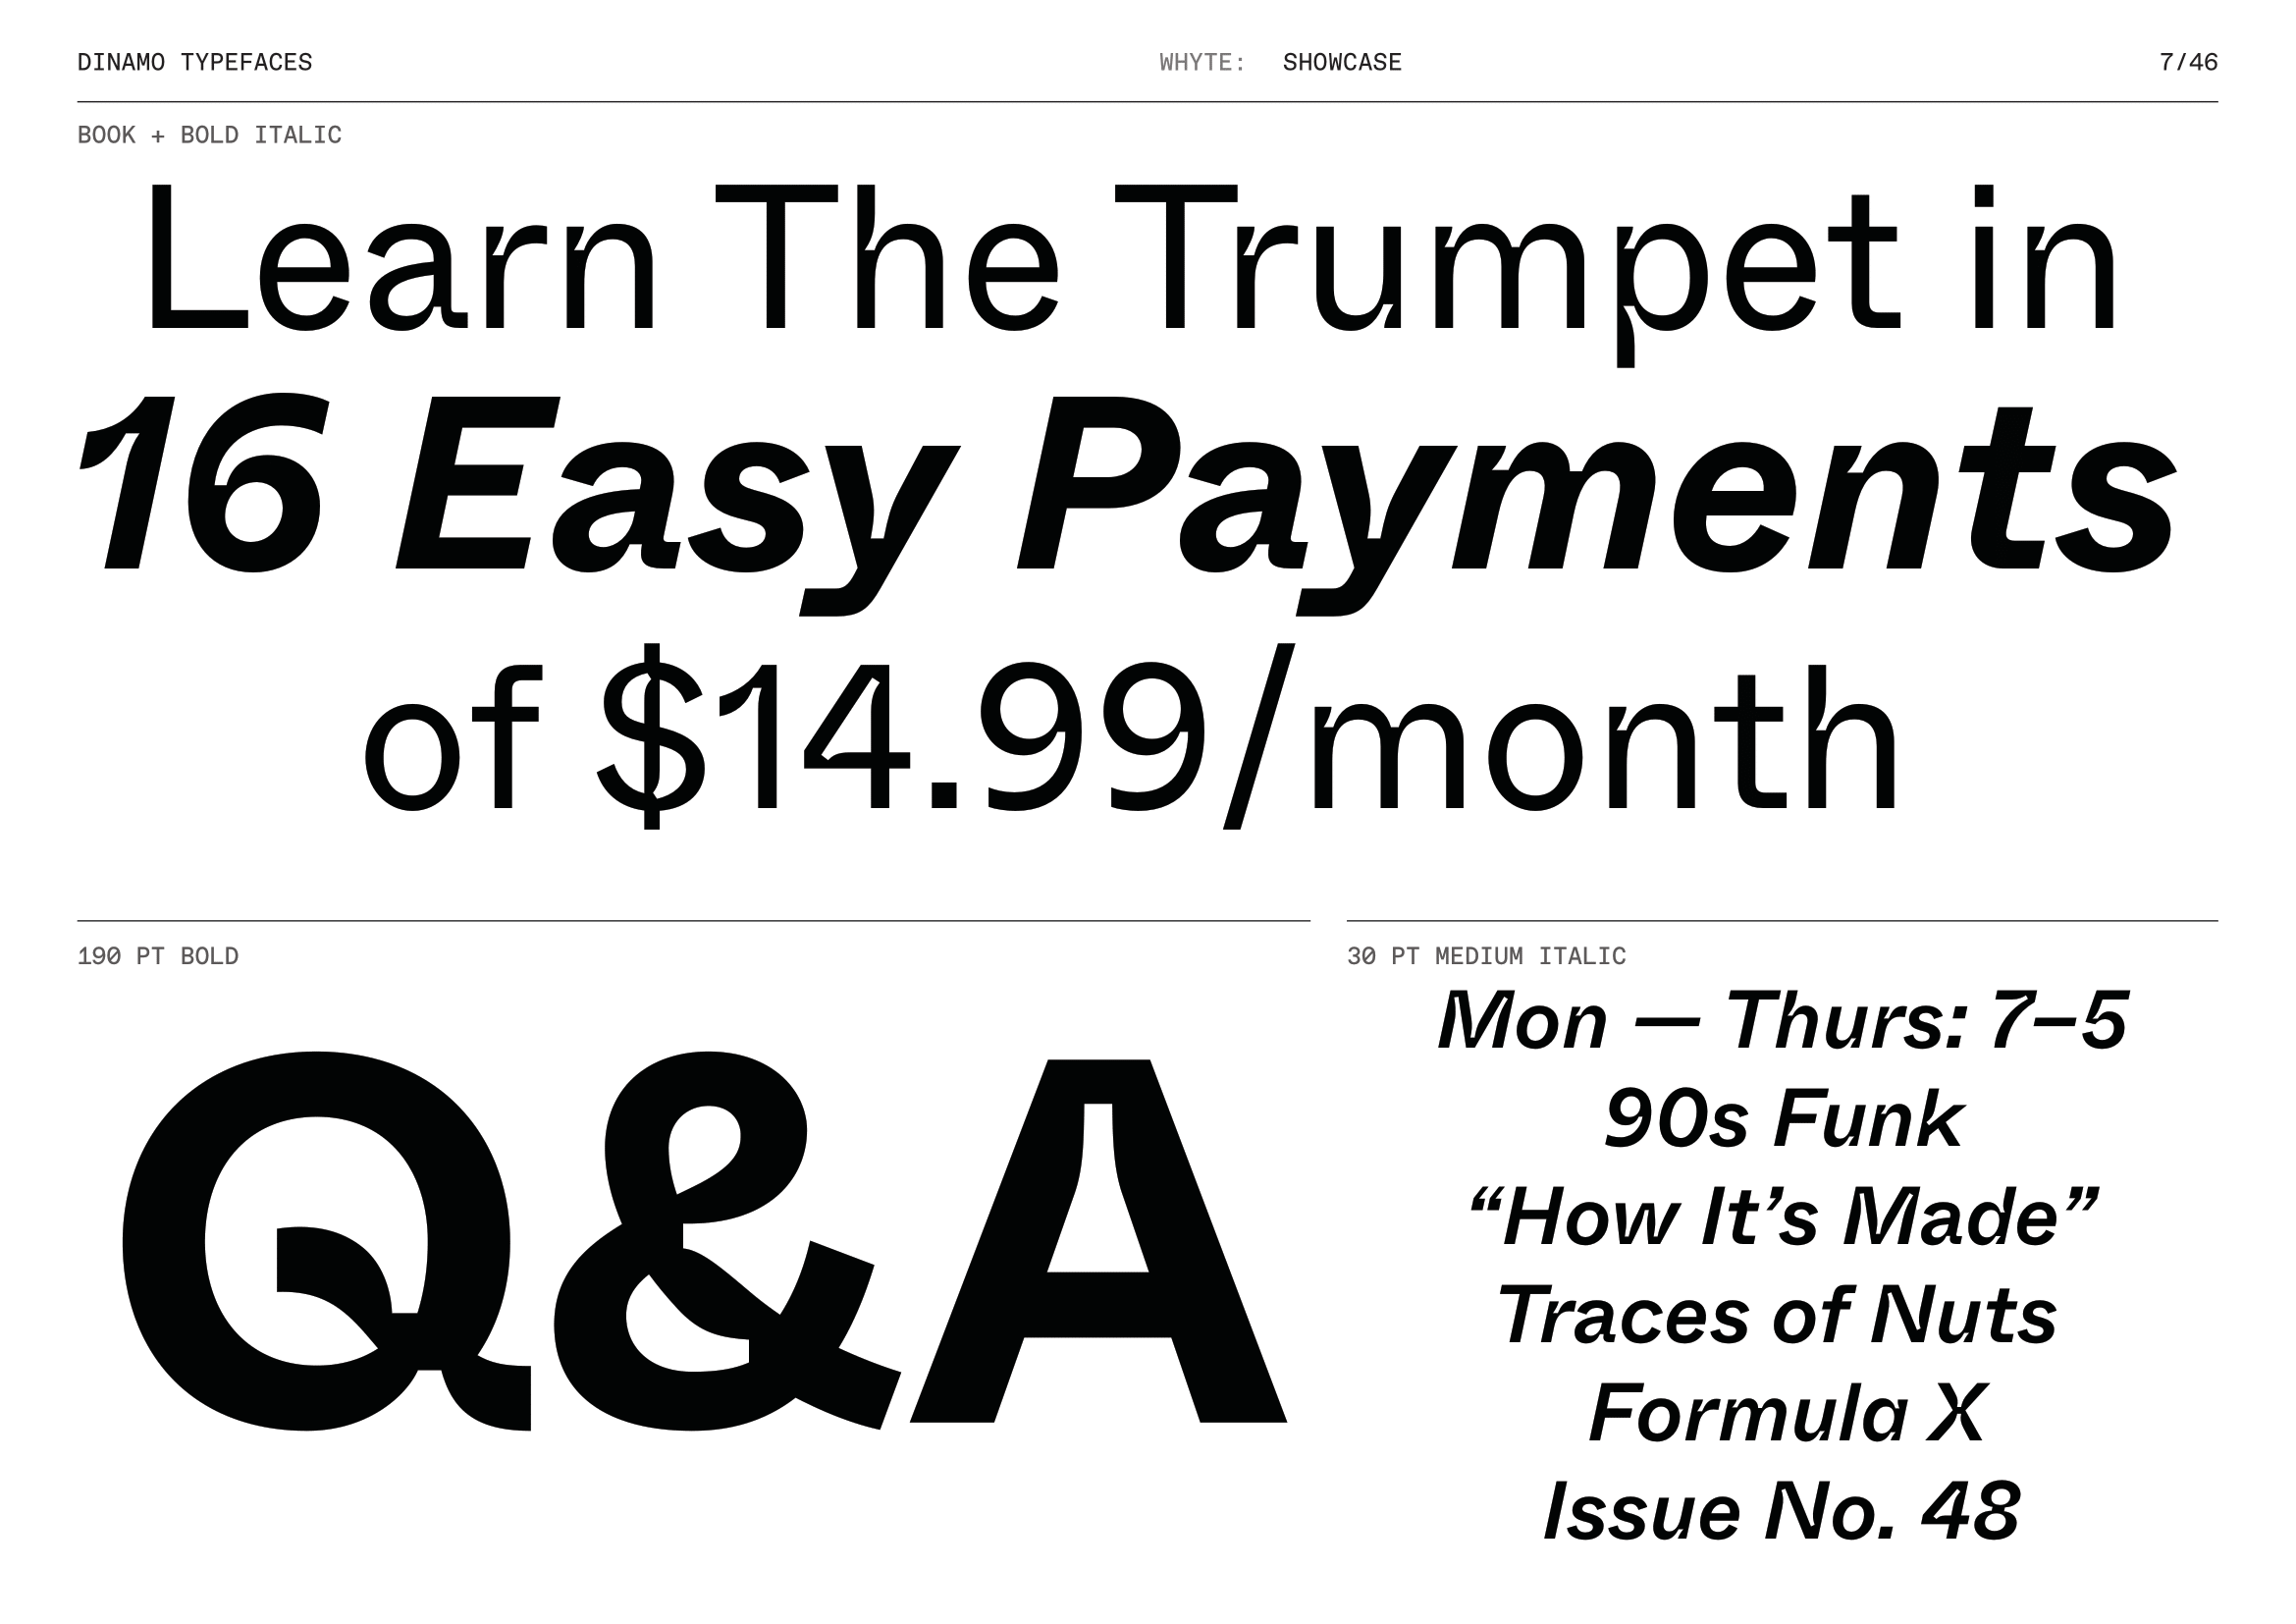 DINAMO TYPEFACES
WHYTE: SHOWCASE
7/46
BOOK + BOLD ITALIC
Learn The Trumpet in
16 Easy Payments
of $14.99/month
190 PT BOLD
Q&A
30 PT MEDIUM ITALIC
Mon — Thurs: 7–5
90s Funk
“How It’s Made”
Traces of Nuts
Formula X
Issue No. 48